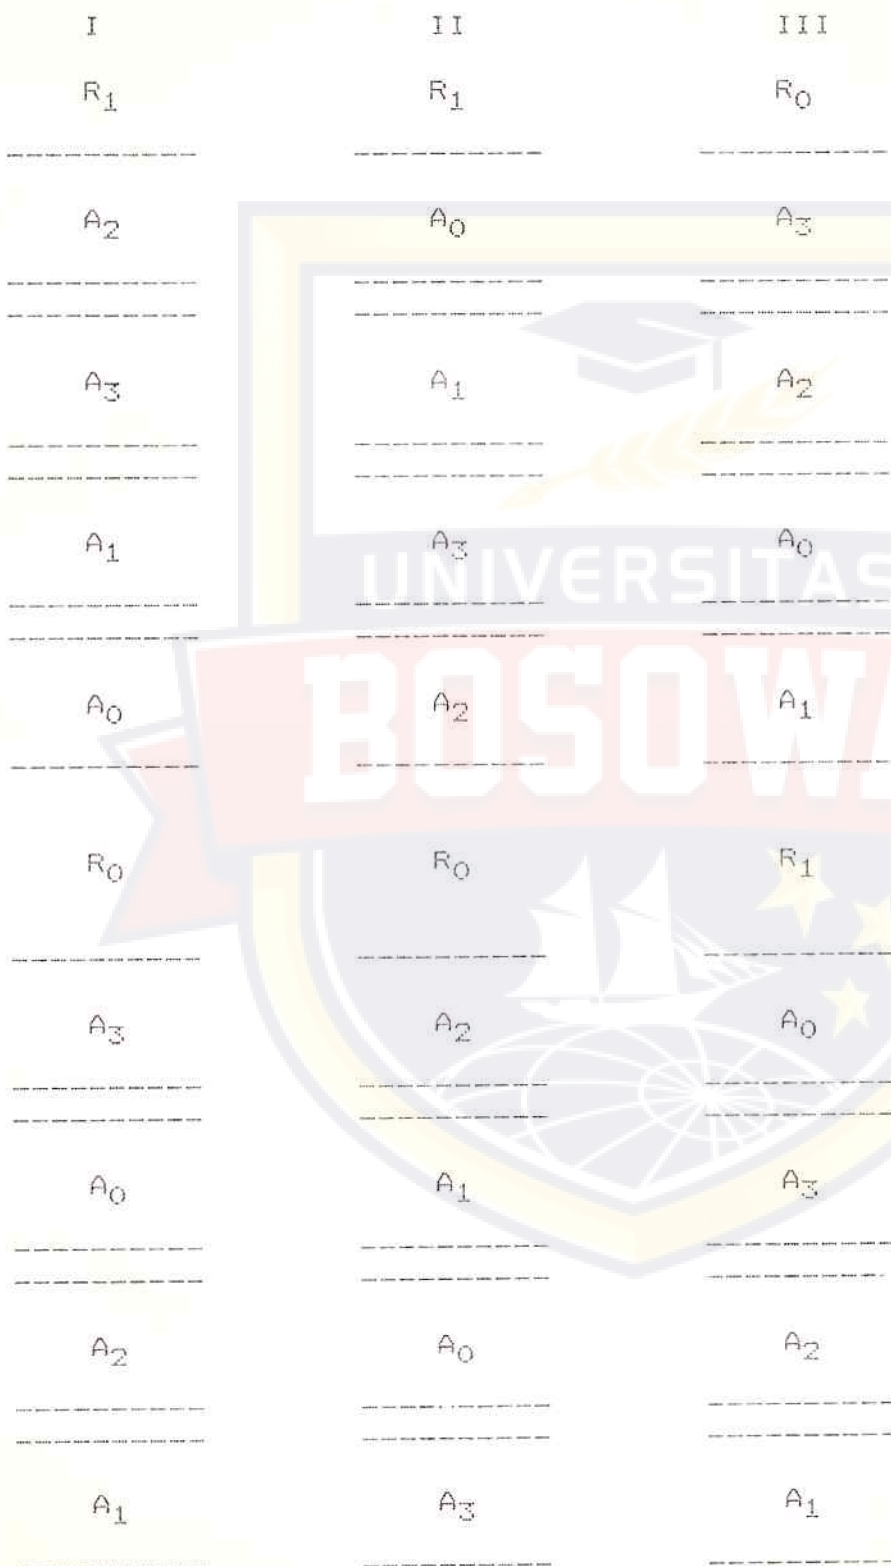 I II III
R1 R1 R0
A2 A0 A3
A3 A1 A2
A1 A3 A0
UNIVERSITAS
A0 A2 A1
BOSOWA
R0 R0 R1
A3 A2 A0
A0 A1 A3
A2 A0 A2
A1 A3 A1